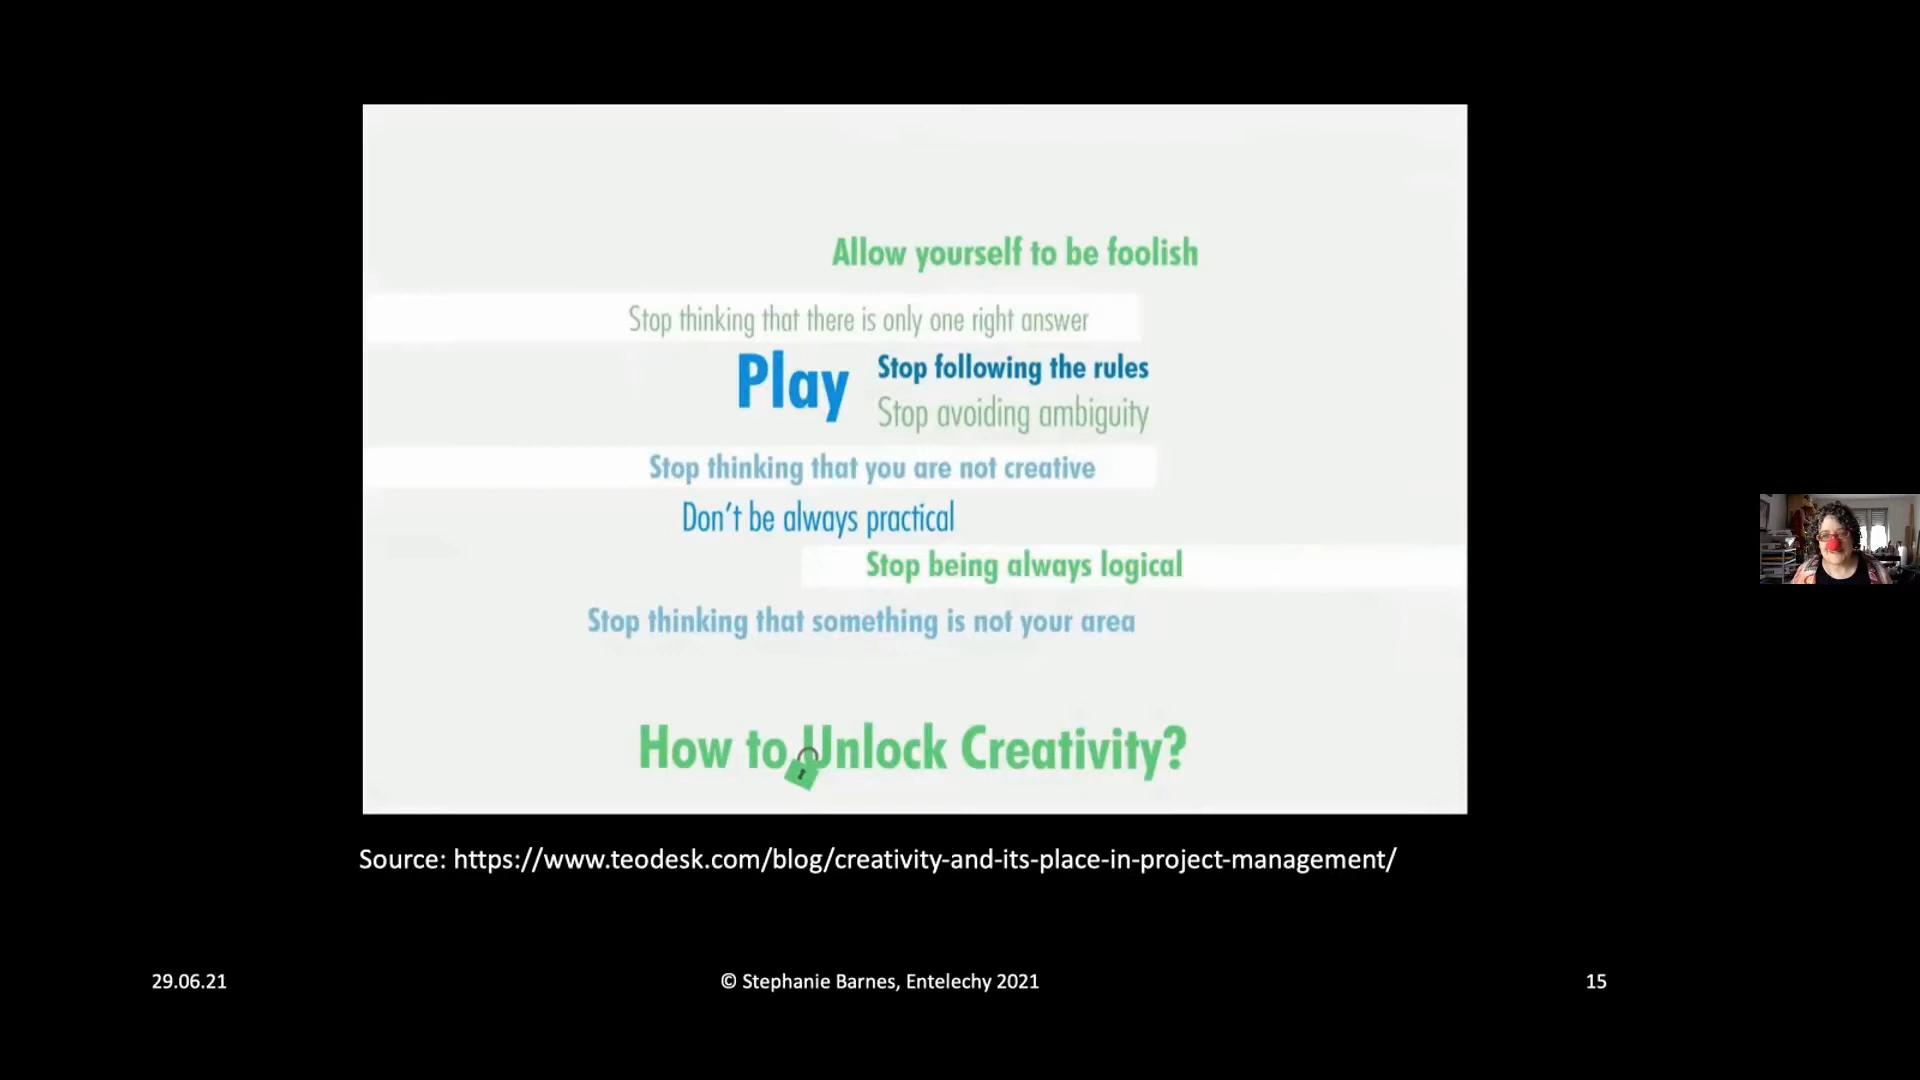 Allow yourself to be foolish
Stop thinking that there is only one right answer
Play
Stop following the rules
Stop avoiding ambiguity
Stop thinking that you are not creative
Don't be always practical
Stop being always logical
Stop thinking that something is not your area
How to Unlock Creativity?
Source: https://www.teodesk.com/blog/creativity-and-its-place-in-project-management/
29.06.21
© Stephanie Barnes, Entelechy 2021
15